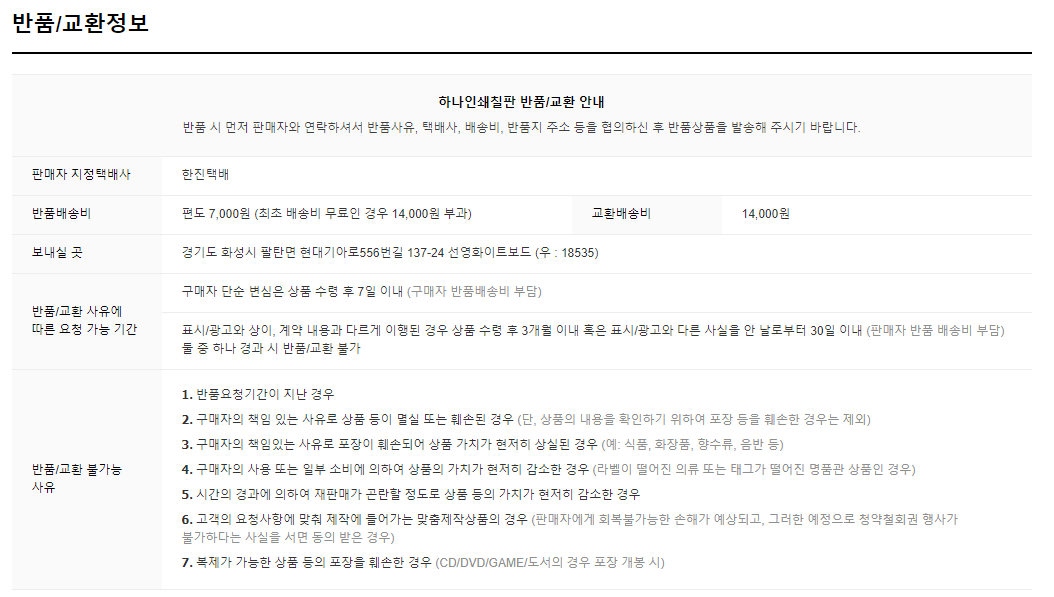 반품/교환정보
하나인쇄칠판 반품/교환 안내
반품 시 먼저 판매자와 연락하셔서 반품사유, 택배사, 배송비, 반품지 주소 등을 협의하신 후 반품상품을 발송해 주시기 바랍니다.
판매자 지정택배사 한진택배
반품배송비 편도 7,000원 (최초 배송비 무료인 경우 14,000원 부과) 교환배송비 14,000원
보내실 곳 경기도 화성시 팔탄면 현대기아로556번길 137-24 선영화이트보드 (우 : 18535)
반품/교환 사유에
따른 요청 가능 기간
구매자 단순 변심은 상품 수령 후 7일 이내 (구매자 반품배송비 부담)
표시/광고와 상이, 계약 내용과 다르게 이행된 경우 상품 수령 후 3개월 이내 혹은 표시/광고와 다른 사실을 안 날로부터 30일 이내 (판매자 반품 배송비 부담)
둘 중 하나 경과 시 반품/교환 불가
반품/교환 불가능
사유
1. 반품요청기간이 지난 경우
2. 구매자의 책임 있는 사유로 상품 등이 멸실 또는 훼손된 경우 (단, 상품의 내용을 확인하기 위하여 포장 등을 훼손한 경우는 제외)
3. 구매자의 책임있는 사유로 포장이 훼손되어 상품 가치가 현저히 상실된 경우 (예: 식품, 화장품, 향수류, 음반 등)
4. 구매자의 사용 또는 일부 소비에 의하여 상품의 가치가 현저히 감소한 경우 (라벨이 떨어진 의류 또는 태그가 떨어진 명품관 상품인 경우)
5. 시간의 경과에 의하여 재판매가 곤란할 정도로 상품 등의 가치가 현저히 감소한 경우
6. 고객의 요청사항에 맞춰 제작에 들어가는 맞춤제작상품의 경우 (판매자에게 회복불가능한 손해가 예상되고, 그러한 예정으로 청약철회권 행사가
불가하다는 사실을 서면 동의 받은 경우)
7. 복제가 가능한 상품 등의 포장을 훼손한 경우 (CD/DVD/GAME/도서의 경우 포장 개봉 시)